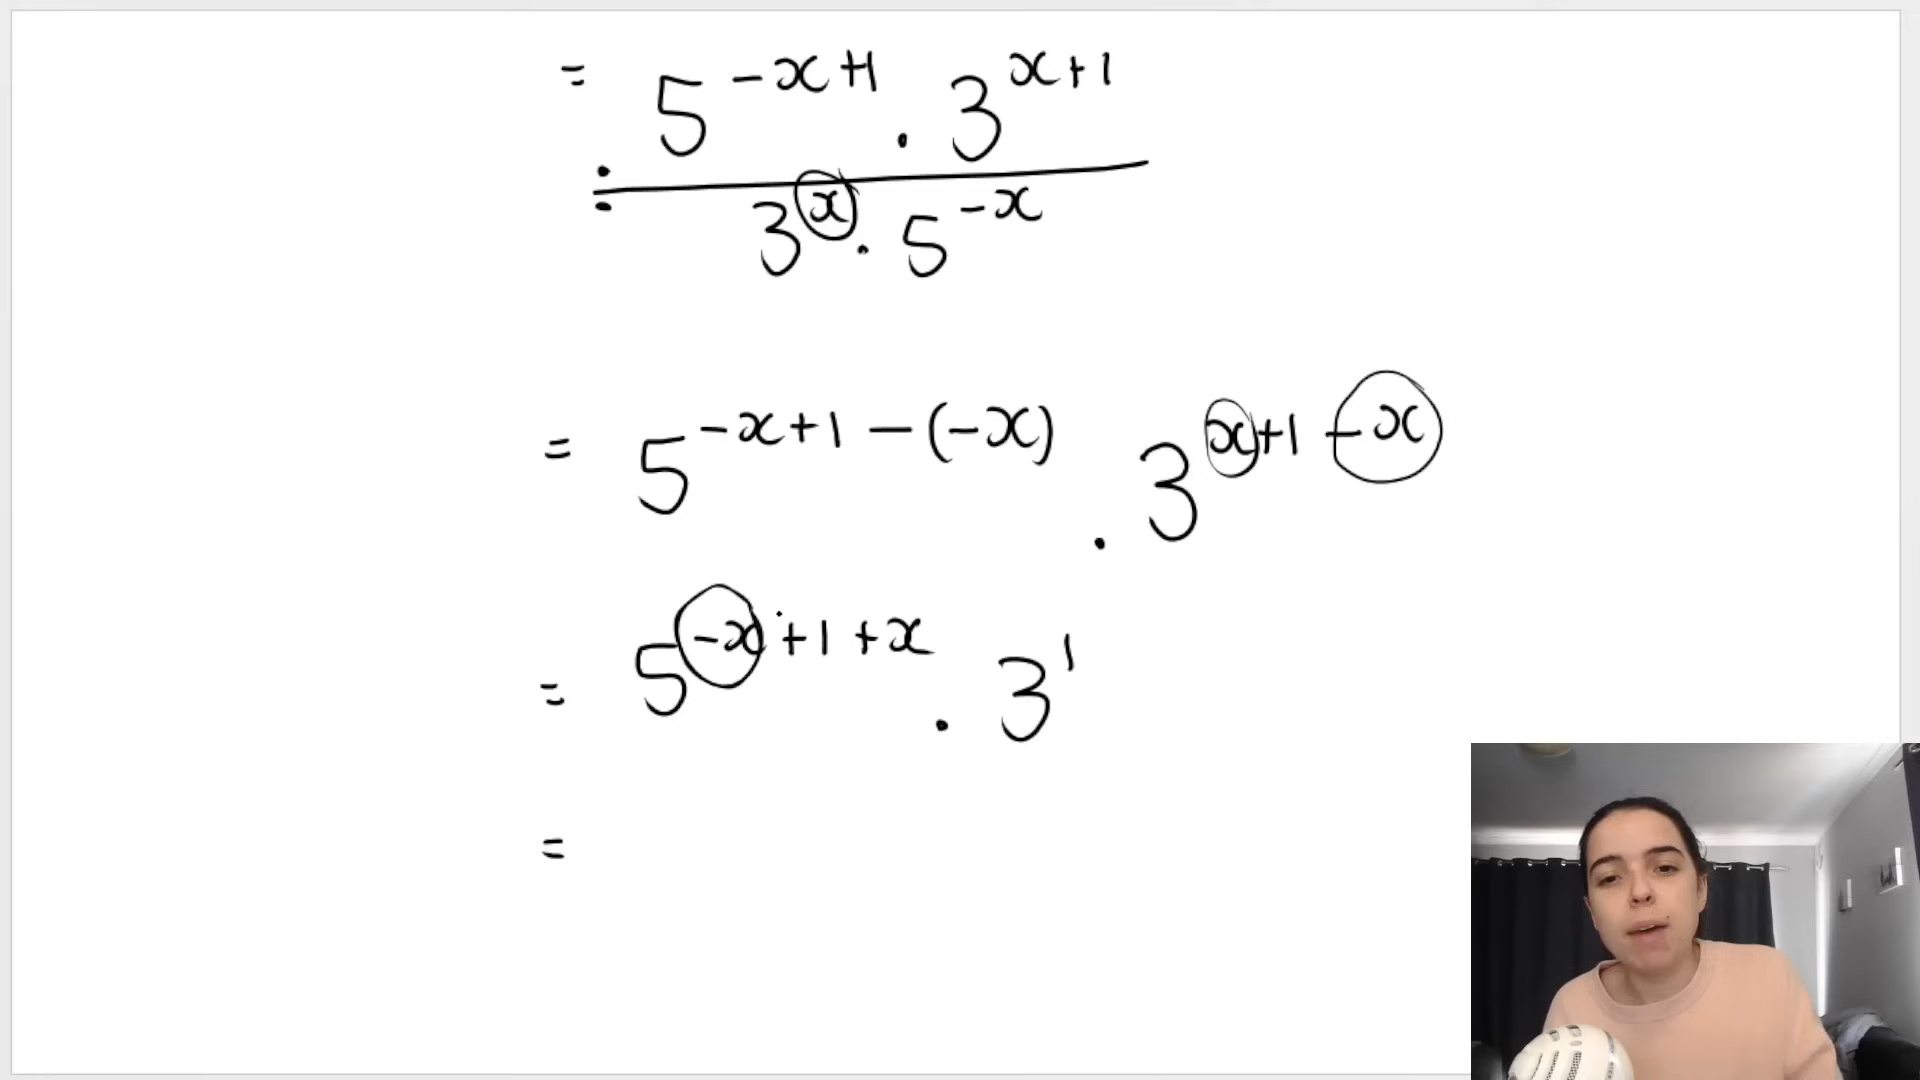 = 5^{-x+1} . 3^{x+1}
÷ 3^{x} . 5^{-x}
= 5^{-x+1-(-x)} . 3^{x+1-x}
= 5^{-x+1+x} . 3^{1}
=